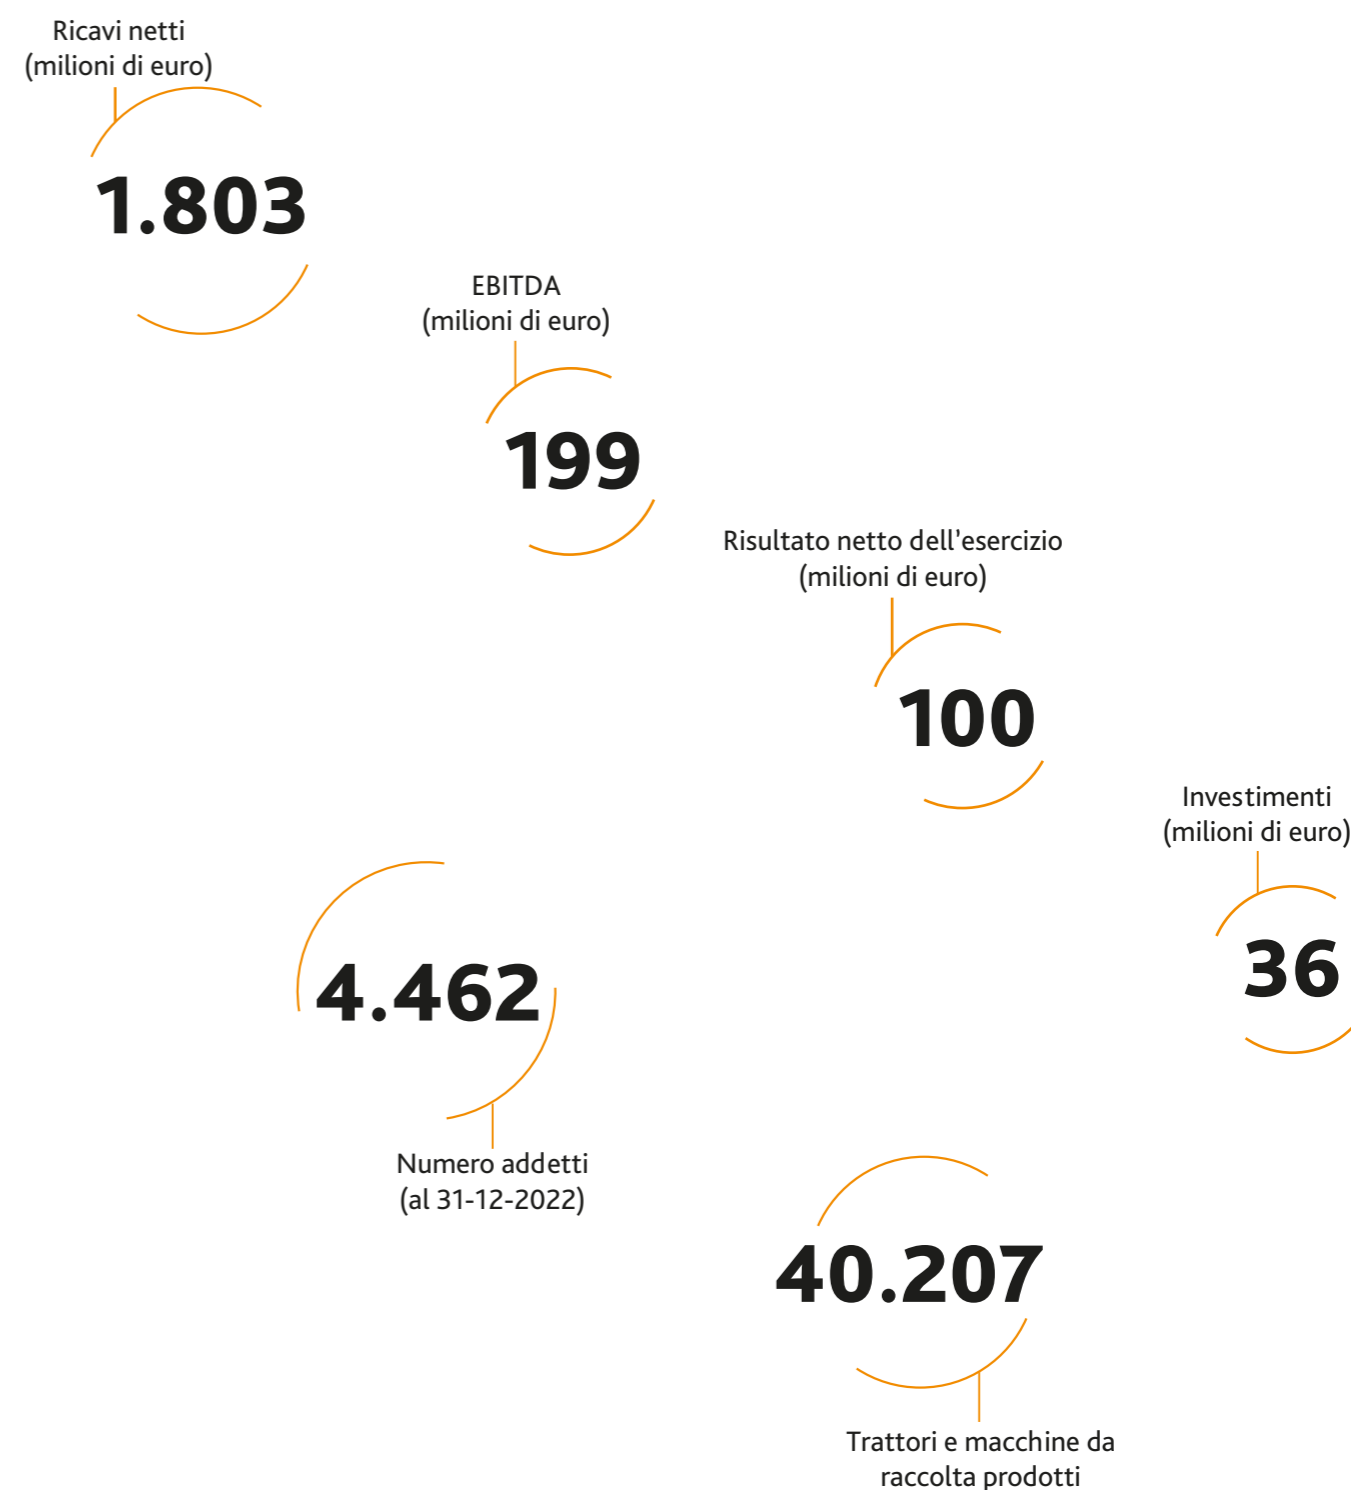 Ricavi netti
(milioni di euro)
1.803
EBITDA
(milioni di euro)
199
Risultato netto dell'esercizio
(milioni di euro)
100
Investimenti
(milioni di euro)
36
4.462
Numero addetti
(al 31-12-2022)
40.207
Trattori e macchine da
raccolta prodotti